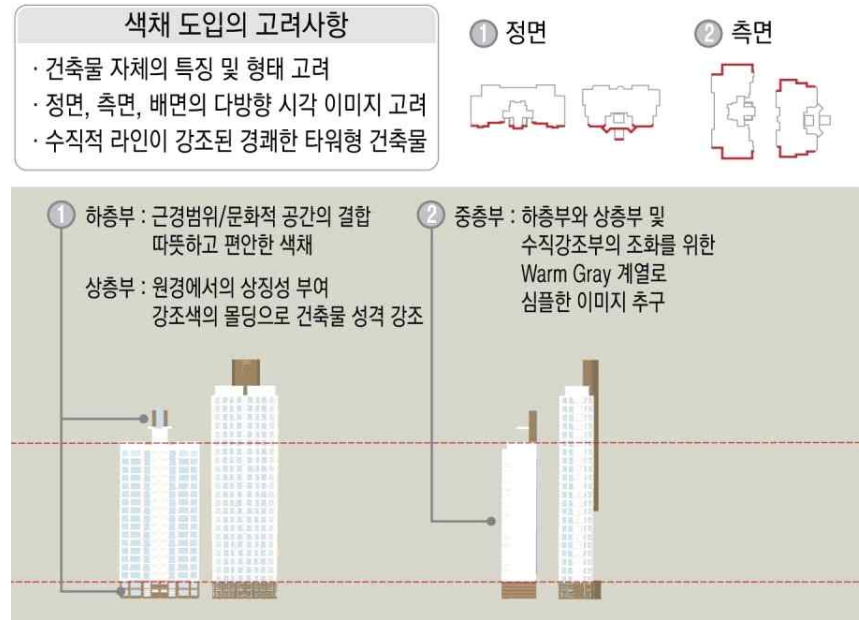 색채 도입의 고려사항
· 건축물 자체의 특징 및 형태 고려
· 정면, 측면, 배면의 다방향 시각 이미지 고려
· 수직적 라인이 강조된 경쾌한 타워형 건축물
1 정면
2 측면
1 하층부 : 근경범위/문화적 공간의 결합
따뜻하고 편안한 색채
상층부 : 원경에서의 상징성 부여
강조색의 몰딩으로 건축물 성격 강조
2 중층부 : 하층부와 상층부 및
수직강조부의 조화를 위한
Warm Gray 계열로
심플한 이미지 추구